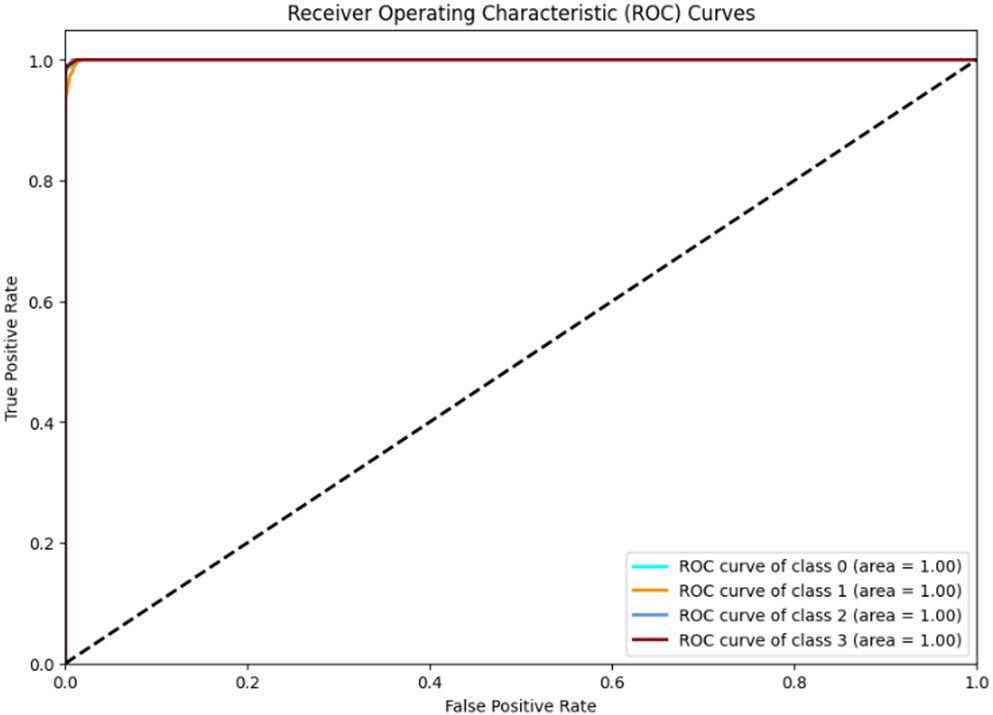 Receiver Operating Characteristic (ROC) Curves
True Positive Rate
1.0
0.8
0.6
0.4
0.2
0.0
ROC curve of class 0 (area = 1.00)
ROC curve of class 1 (area = 1.00)
ROC curve of class 2 (area = 1.00)
ROC curve of class 3 (area = 1.00)
0.0 0.2 0.4 0.6 0.8 1.0
False Positive Rate